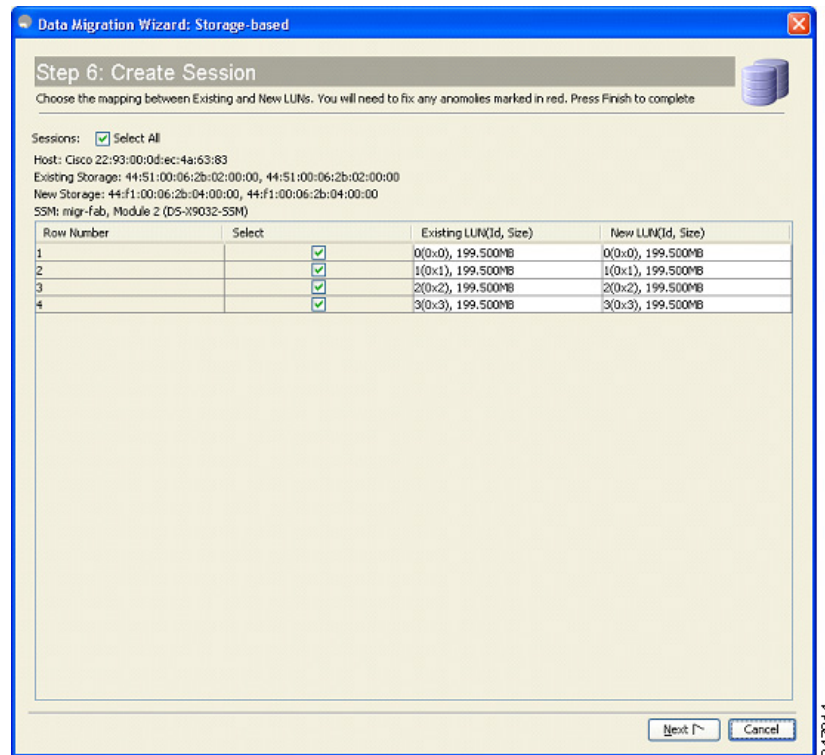 Data Migration Wizard: Storage-based
Step 6: Create Session
Choose the mapping between Existing and New LUNs. You will need to fix any anomolies marked in red. Press Finish to complete
Sessions: Select All
Host: Cisco 22:93:00:0d:ec:4a:63:83
Existing Storage: 44:51:00:06:2b:02:00:00, 44:51:00:06:2b:02:00:00
New Storage: 44:f1:00:06:2b:04:00:00, 44:f1:00:06:2b:04:00:00
SSM: migr-fab, Module 2 (DS-X9032-SSM)
Row Number Select Existing LUN(Id, Size) New LUN(Id, Size)
1 0(0x0), 199.500MB 0(0x0), 199.500MB
2 1(0x1), 199.500MB 1(0x1), 199.500MB
3 2(0x2), 199.500MB 2(0x2), 199.500MB
4 3(0x3), 199.500MB 3(0x3), 199.500MB
Next Cancel